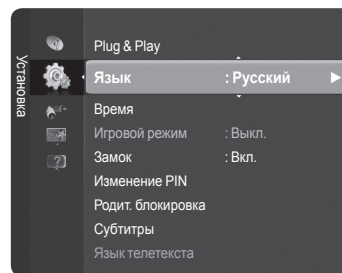 Установка
Plug & Play
Язык : Русский
Время
Игровой режим : Выкл.
Замок : Вкл.
Изменение PIN
Родит. блокировка
Субтитры
Язык телетекста